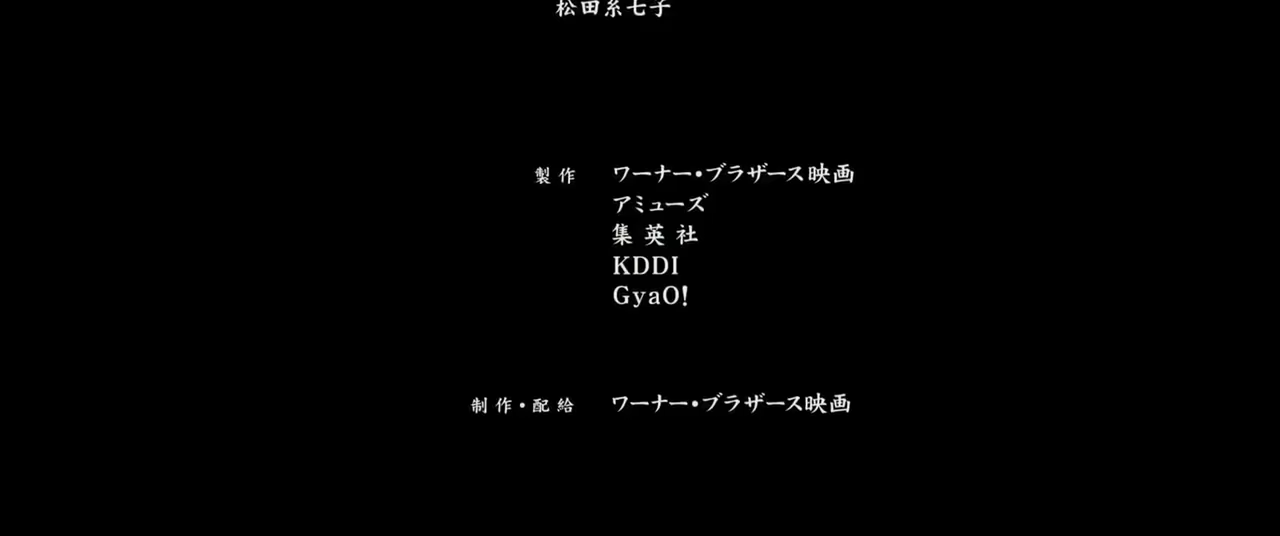 松田糸七子
製作 ワーナー・ブラザース映画
アミューズ
集英社
KDDI
GyaO!
制作・配給 ワーナー・ブラザース映画